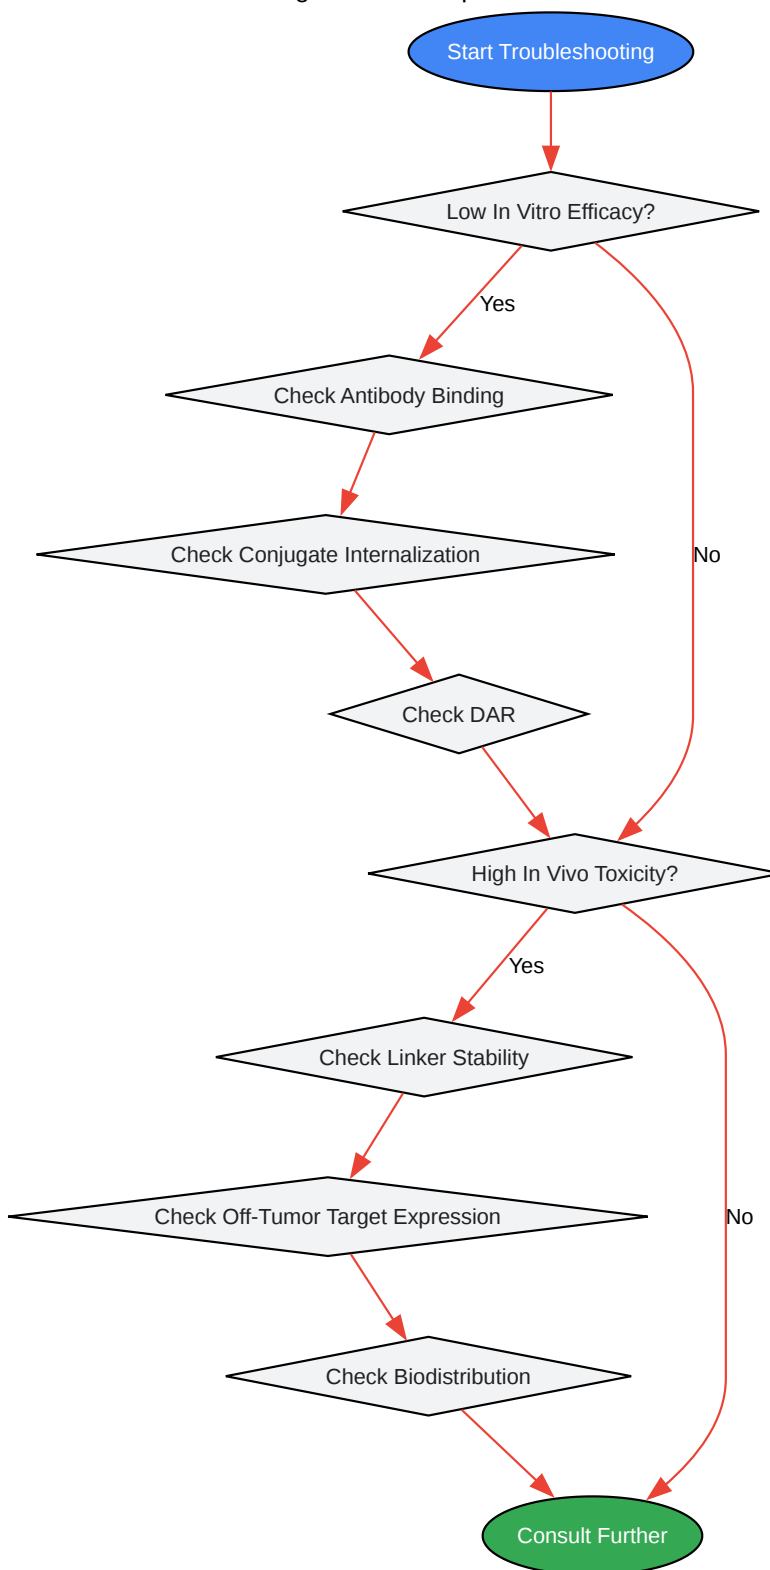 Start Troubleshooting
Low In Vitro Efficacy?
Yes
Check Antibody Binding
Check Conjugate Internalization
No
Check DAR
High In Vivo Toxicity?
Yes
Check Linker Stability
Check Off-Tumor Target Expression
No
Check Biodistribution
Consult Further